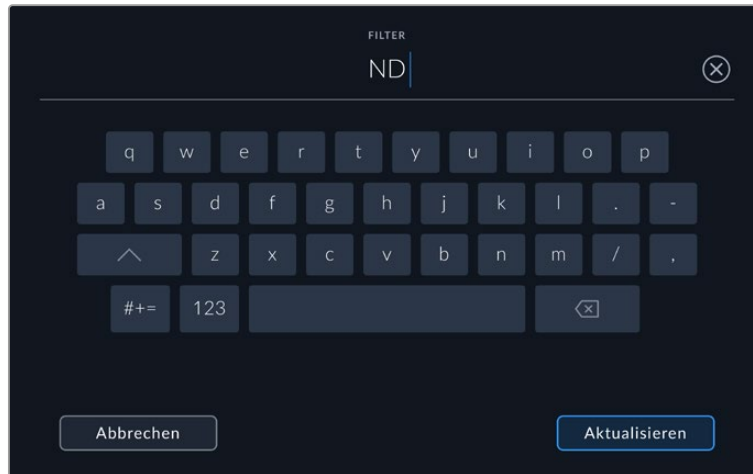 FILTER
ND
q w e r t y u i o p
a s d f g h j k l . -
z x c v b n m / ,
#+= 123
Abbrechen Aktualisieren